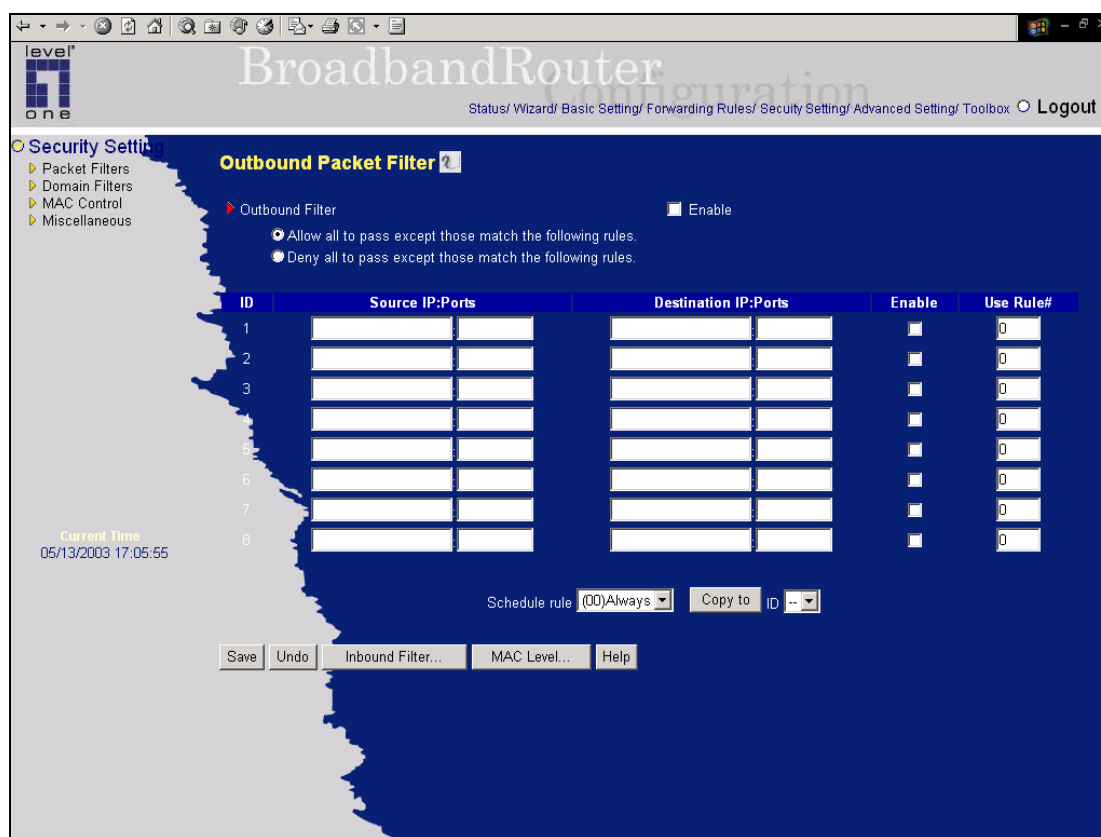 level
one
BroadbandRouter
Configuration
Status/ Wizard/ Basic Setting/ Forwarding Rules/ Secuity Setting/ Advanced Setting/ Toolbox Logout
Security Setting
Packet Filters
Domain Filters
MAC Control
Miscellaneous
Outbound Packet Filter
Outbound Filter Enable
Allow all to pass except those match the following rules.
Deny all to pass except those match the following rules.
ID Source IP:Ports Destination IP:Ports Enable Use Rule#
1 : : 0
2 : : 0
3 : : 0
4 : : 0
5 : : 0
6 : : 0
7 : : 0
8 : : 0
Current Time
05/13/2003 17:05:55
Schedule rule (00)Always Copy to ID --
Save Undo Inbound Filter... MAC Level... Help